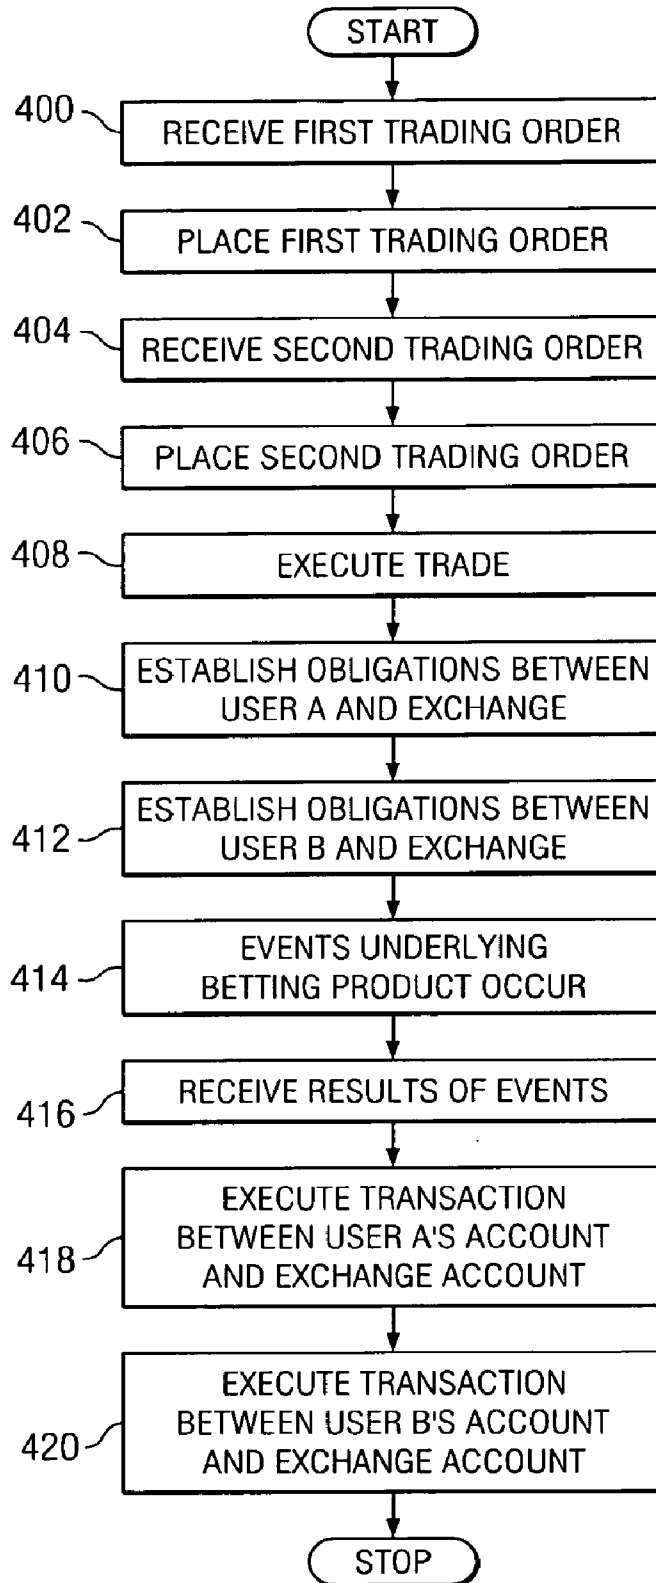 START
400
RECEIVE FIRST TRADING ORDER
402
PLACE FIRST TRADING ORDER
404
RECEIVE SECOND TRADING ORDER
406
PLACE SECOND TRADING ORDER
408
EXECUTE TRADE
410
ESTABLISH OBLIGATIONS BETWEEN
USER A AND EXCHANGE
412
ESTABLISH OBLIGATIONS BETWEEN
USER B AND EXCHANGE
414
EVENTS UNDERLYING
BETTING PRODUCT OCCUR
416
RECEIVE RESULTS OF EVENTS
418
EXECUTE TRANSACTION
BETWEEN USER A'S ACCOUNT
AND EXCHANGE ACCOUNT
420
EXECUTE TRANSACTION
BETWEEN USER B'S ACCOUNT
AND EXCHANGE ACCOUNT
STOP